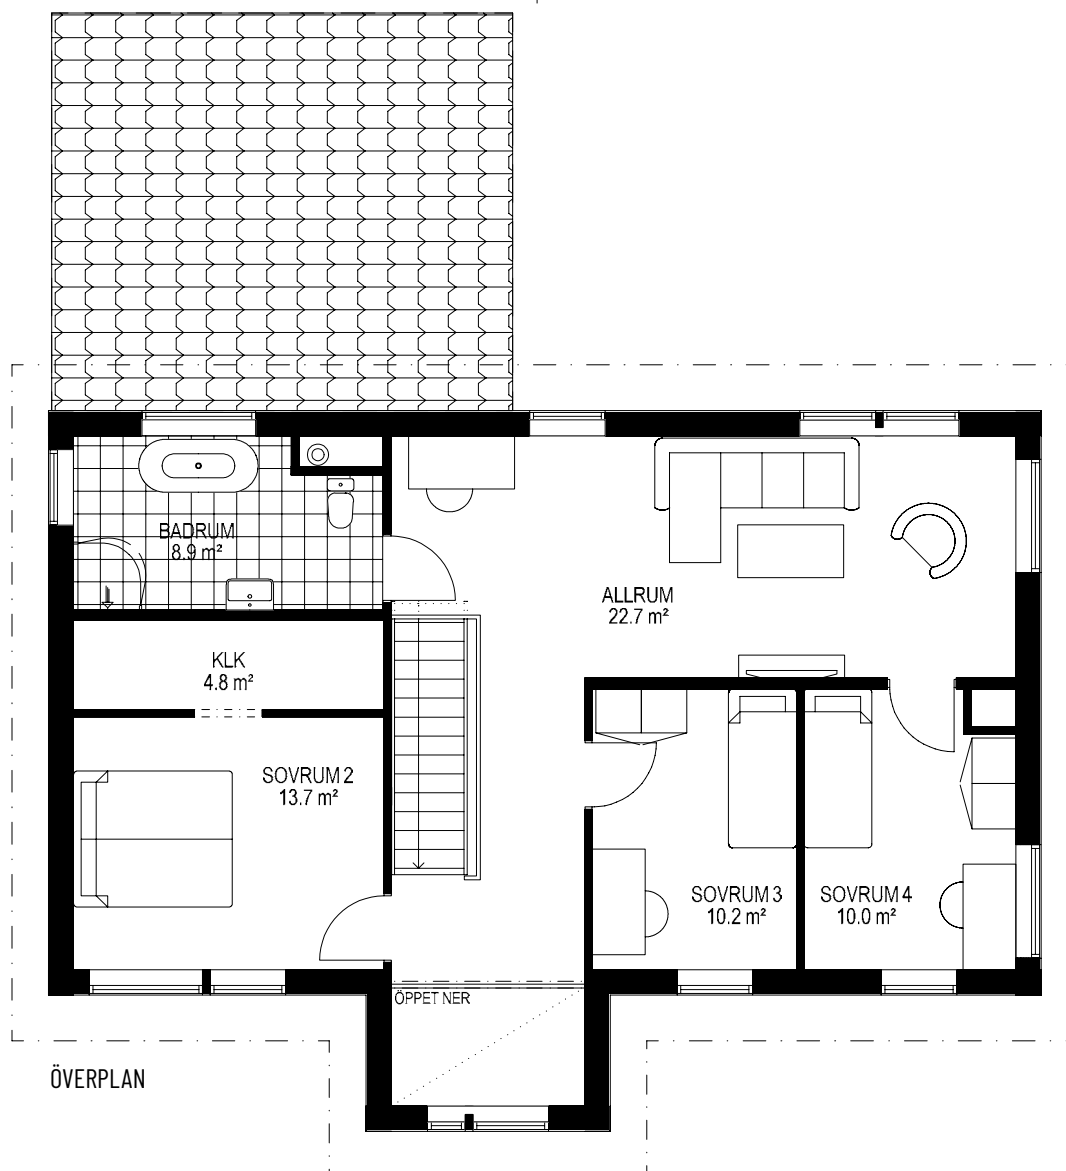 BADRUM
8.9 m²
ALLRUM
22.7 m²
KLK
4.8 m²
SOVRUM 2
13.7 m²
SOVRUM 3
10.2 m²
SOVRUM 4
10.0 m²
ÖPPET NER
ÖVERPLAN